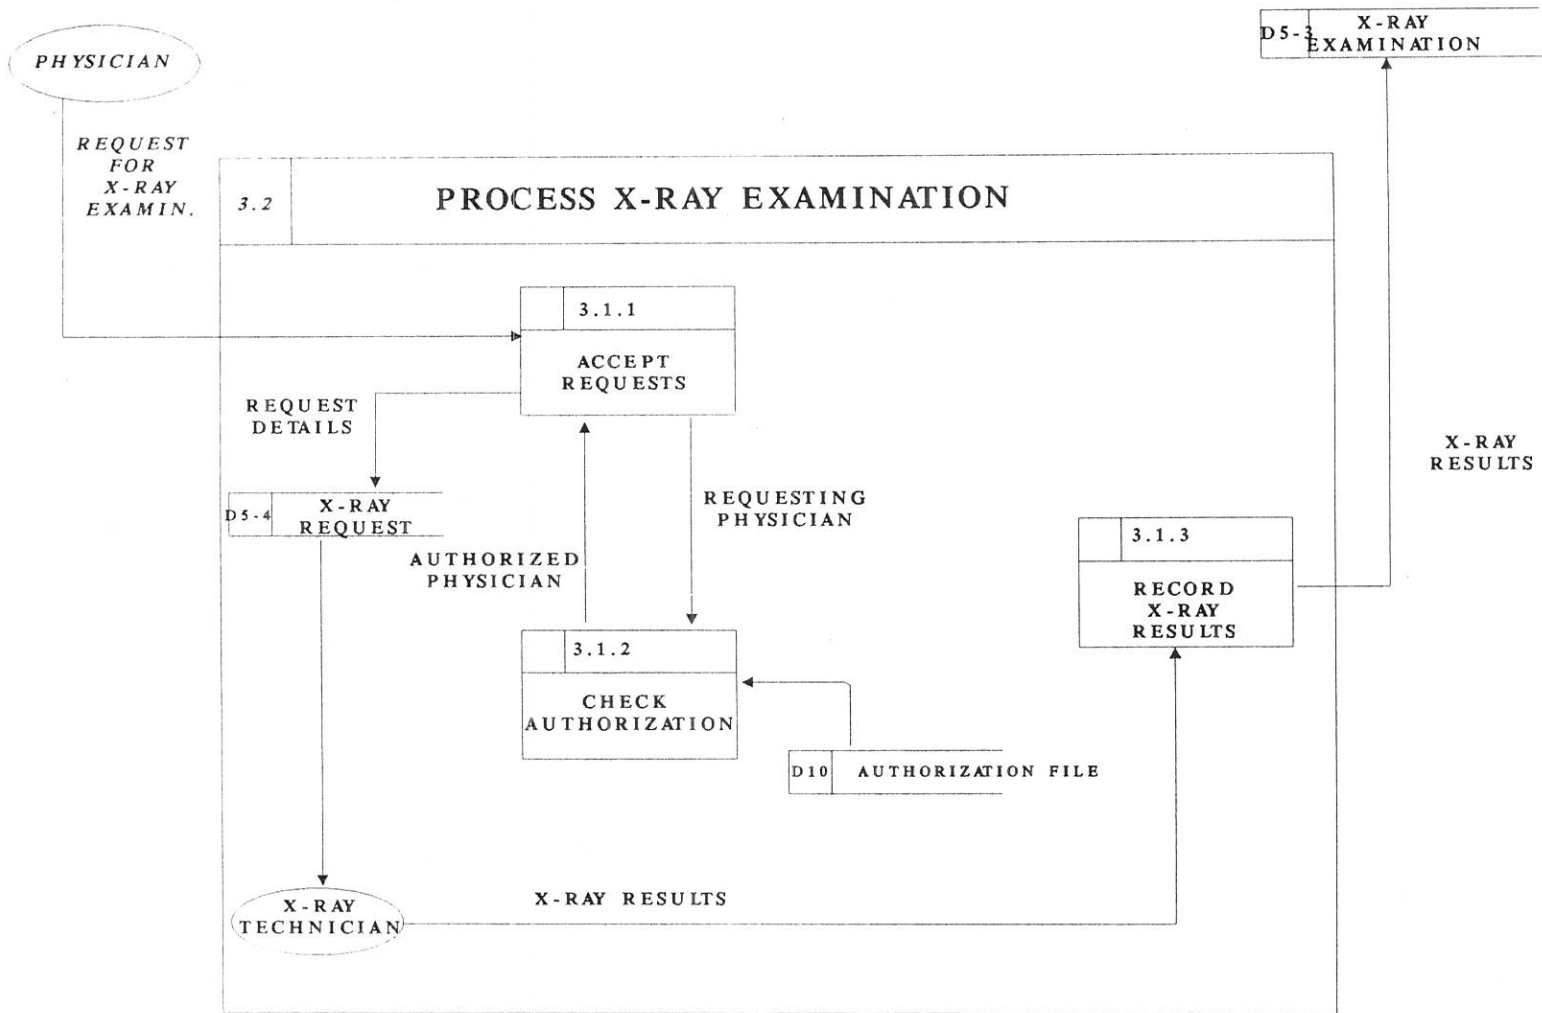 PHYSICIAN
REQUEST
FOR
X-RAY
EXAMIN.
D5-3
X-RAY
EXAMINATION
3.2
PROCESS X-RAY EXAMINATION
3.1.1
ACCEPT
REQUESTS
REQUEST
DETAILS
D5-4
X-RAY
REQUEST
AUTHORIZED
PHYSICIAN
REQUESTING
PHYSICIAN
3.1.2
CHECK
AUTHORIZATION
D10
AUTHORIZATION FILE
3.1.3
RECORD
X-RAY
RESULTS
X-RAY
RESULTS
X-RAY
TECHNICIAN
X-RAY RESULTS